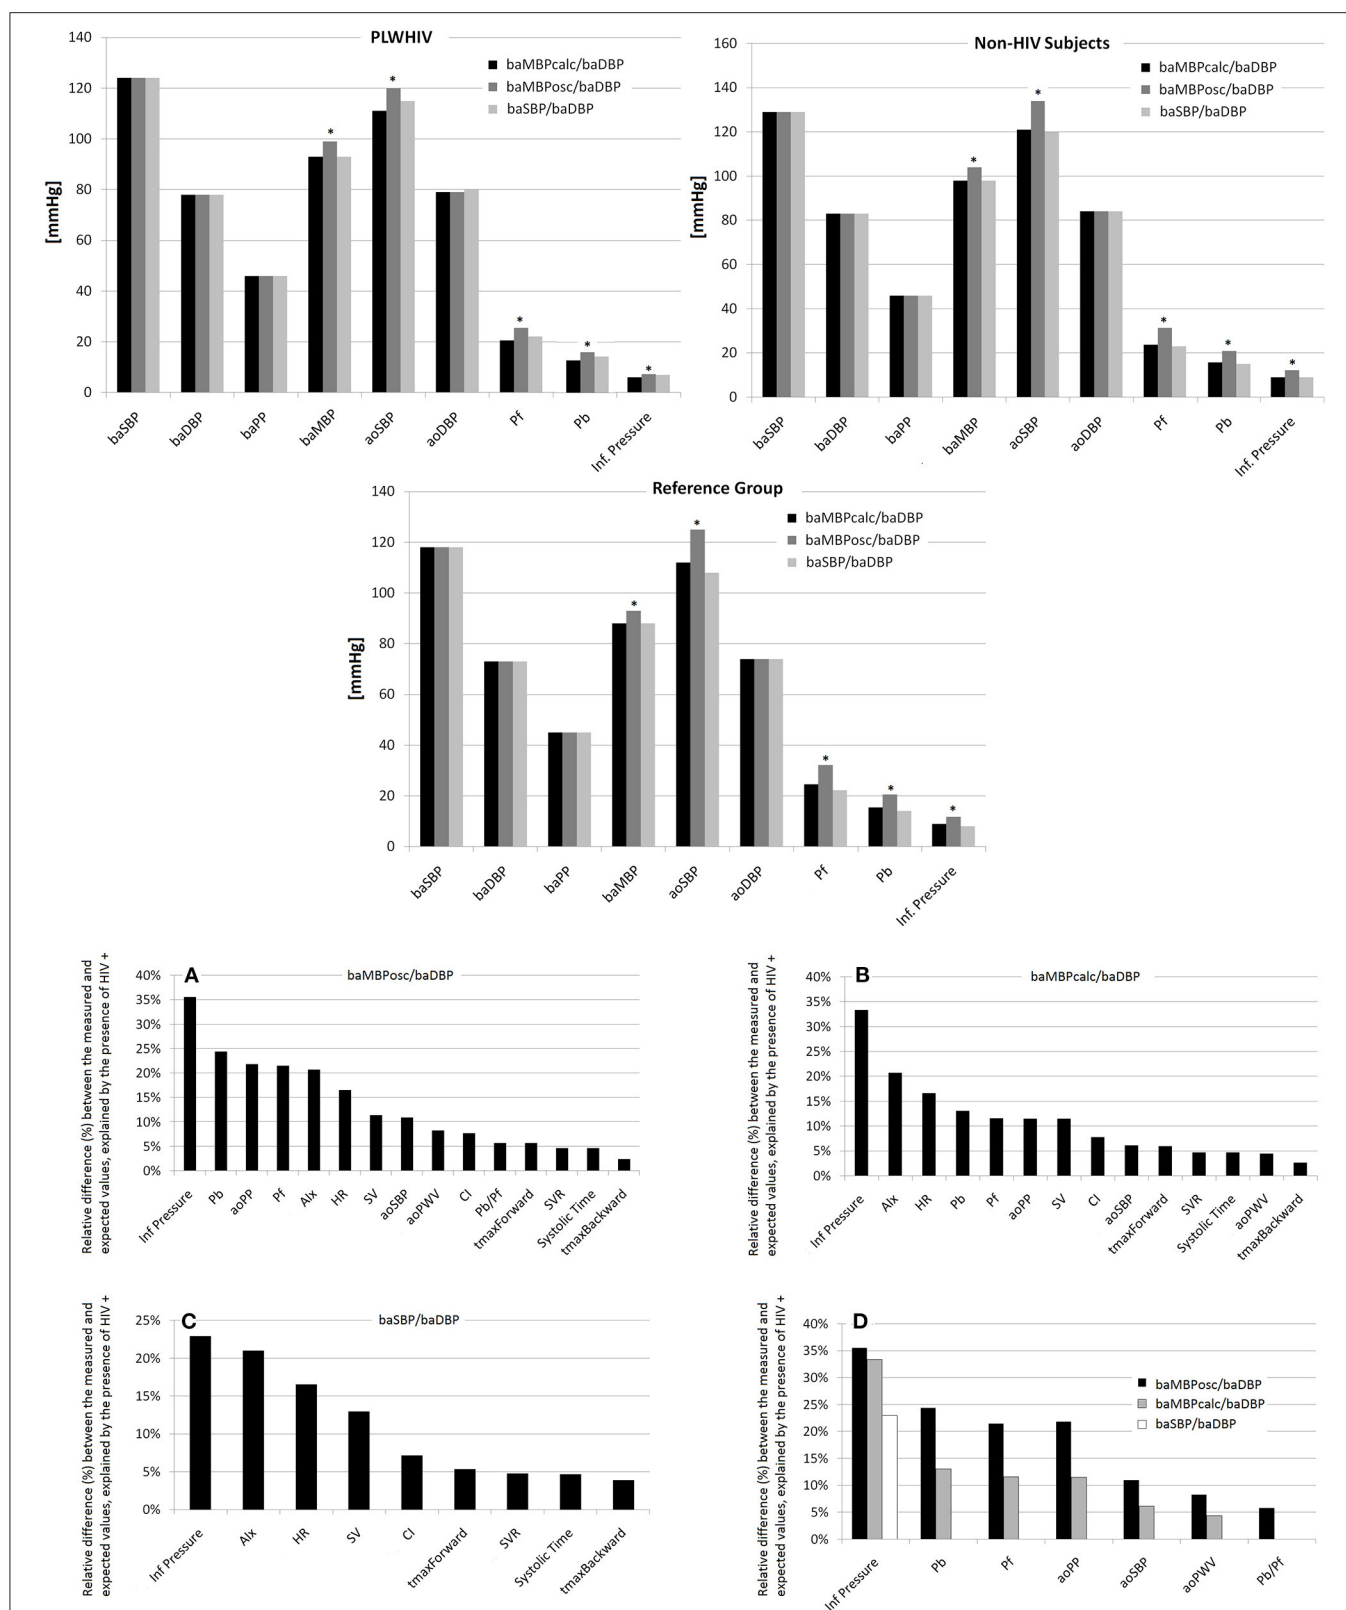 PLWHIV
140
120
100
80
60
40
20
0
[mmHg]
baMBPcalc/baDBP
baMBPosc/baDBP
baSBP/baDBP
*
*
*
*
*
baSBP
baDBP
baPP
baMBP
aoSBP
aoDBP
Pf
Pb
Inf. Pressure
Non-HIV Subjects
160
140
120
100
80
60
40
20
0
[mmHg]
baMBPcalc/baDBP
baMBPosc/baDBP
baSBP/baDBP
*
*
*
*
*
baSBP
baDBP
baPP
baMBP
aoSBP
aoDBP
Pf
Pb
Inf. Pressure
Reference Group
140
120
100
80
60
40
20
0
[mmHg]
baMBPcalc/baDBP
baMBPosc/baDBP
baSBP/baDBP
*
*
*
*
*
baSBP
baDBP
baPP
baMBP
aoSBP
aoDBP
Pf
Pb
Inf. Pressure
A
baMBPosc/baDBP
Relative difference (%) between the measured and
expected values, explained by the presence of HIV +
40%
35%
30%
25%
20%
15%
10%
5%
0%
Inf Pressure
Pb
aoPP
Pf
AIx
HR
SV
aoSBP
aoPWV
CI
Pb/Pf
tmaxForward
SVR
Systolic Time
tmaxBackward
B
baMBPcalc/baDBP
Relative difference (%) between the measured and
expected values, explained by the presence of HIV +
40%
35%
30%
25%
20%
15%
10%
5%
0%
Inf Pressure
AIx
HR
Pb
Pf
aoPP
SV
CI
aoSBP
tmaxForward
SVR
Systolic Time
aoPWV
tmaxBackward
C
baSBP/baDBP
Relative difference (%) between the measured and
expected values, explained by the presence of HIV +
25%
20%
15%
10%
5%
0%
Inf Pressure
AIx
HR
SV
CI
tmaxForward
SVR
Systolic Time
tmaxBackward
D
Relative difference (%) between the measured and
expected values, explained by the presence of HIV +
40%
35%
30%
25%
20%
15%
10%
5%
0%
baMBPosc/baDBP
baMBPcalc/baDBP
baSBP/baDBP
Inf Pressure
Pb
Pf
aoPP
aoSBP
aoPWV
Pb/Pf